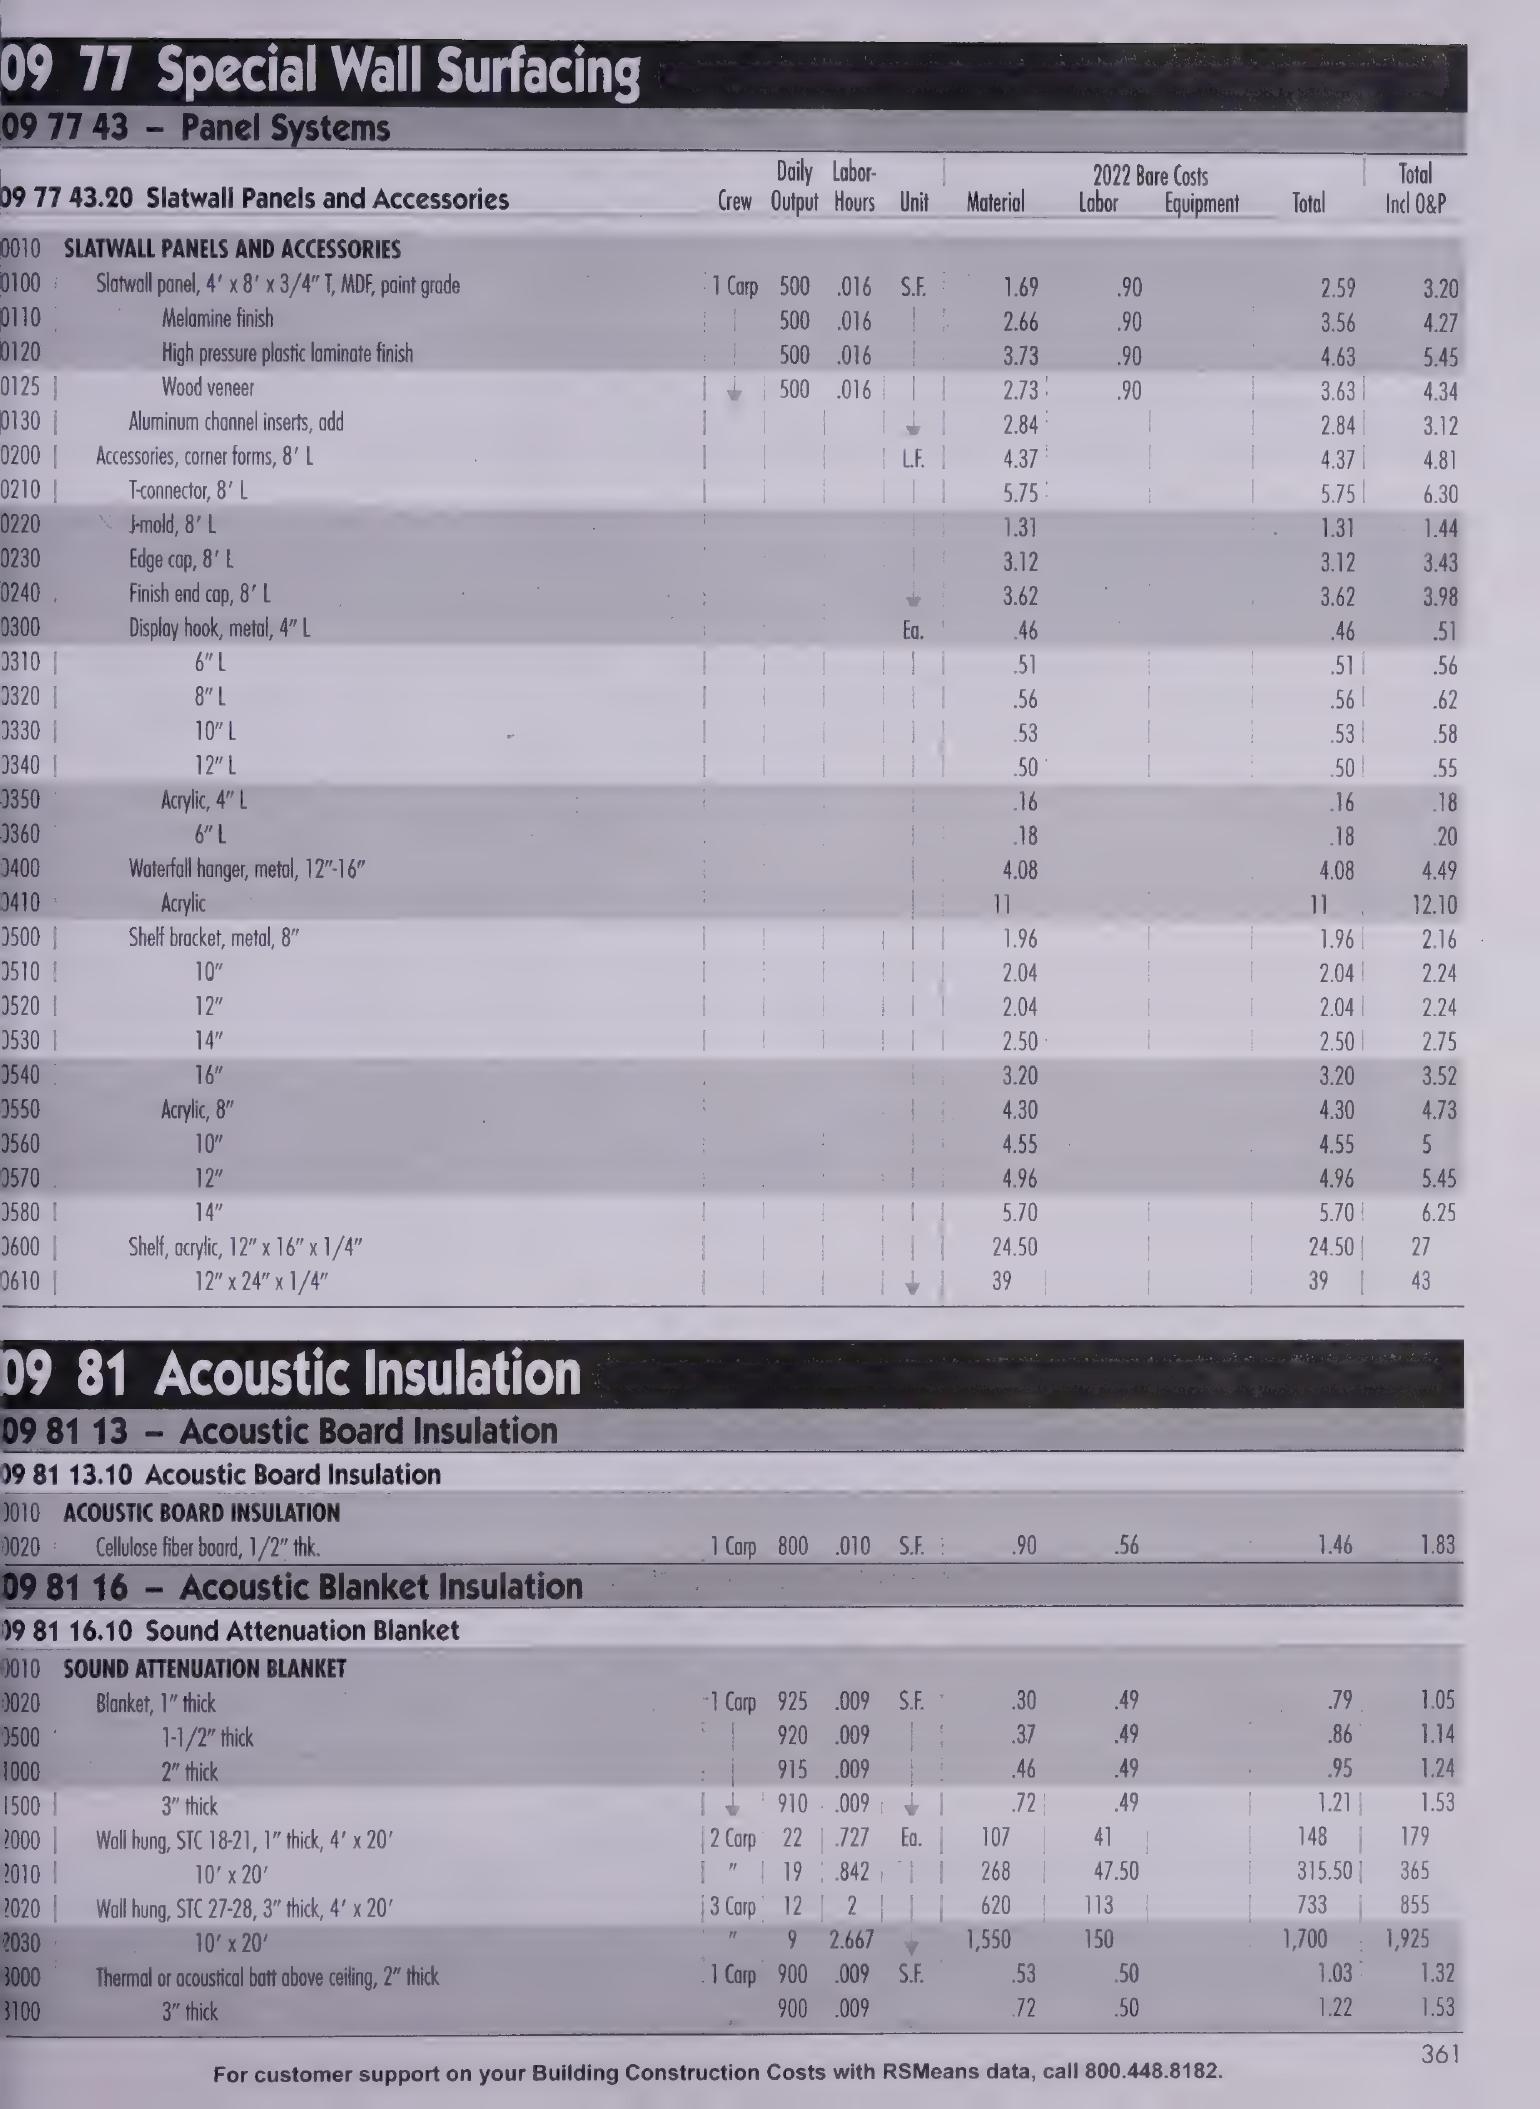 09 77 Special Wall Surfacing
09 77 43 – Panel Systems
Daily Labor- 2022 Bare Costs Total
09 77 43.20 Slatwall Panels and Accessories Crew Output Hours Unit Material Labor Equipment Total Incl O&P
0010 SLATWALL PANELS AND ACCESSORIES
0100 Slatwall panel, 4' x 8' x 3/4" T, MDF, paint grade 1 Carp 500 .016 S.F. 1.69 .90 2.59 3.20
0110 Melamine finish 500 .016 2.66 .90 3.56 4.27
0120 High pressure plastic laminate finish 500 .016 3.73 .90 4.63 5.45
0125 Wood veneer 500 .016 2.73 .90 3.63 4.34
0130 Aluminum channel inserts, add 2.84 2.84 3.12
0200 Accessories, corner forms, 8' L L.F. 4.37 4.37 4.81
0210 T-connector, 8' L 5.75 5.75 6.30
0220 J-mold, 8' L 1.31 1.31 1.44
0230 Edge cap, 8' L 3.12 3.12 3.43
0240 Finish end cap, 8' L 3.62 3.62 3.98
0300 Display hook, metal, 4" L Ea. .46 .46 .51
0310 6" L .51 .51 .56
0320 8" L .56 .56 .62
0330 10" L .53 .53 .58
0340 12" L .50 .50 .55
0350 Acrylic, 4" L .16 .16 .18
0360 6" L .18 .18 .20
0400 Waterfall hanger, metal, 12"-16" 4.08 4.08 4.49
0410 Acrylic 11 11 12.10
0500 Shelf bracket, metal, 8" 1.96 1.96 2.16
0510 10" 2.04 2.04 2.24
0520 12" 2.04 2.04 2.24
0530 14" 2.50 2.50 2.75
0540 16" 3.20 3.20 3.52
0550 Acrylic, 8" 4.30 4.30 4.73
0560 10" 4.55 4.55 5
0570 12" 4.96 4.96 5.45
0580 14" 5.70 5.70 6.25
0600 Shelf, acrylic, 12" x 16" x 1/4" 24.50 24.50 27
0610 12" x 24" x 1/4" 39 39 43
09 81 Acoustic Insulation
09 81 13 – Acoustic Board Insulation
09 81 13.10 Acoustic Board Insulation
0010 ACOUSTIC BOARD INSULATION
0020 Cellulose fiber board, 1/2" thk. 1 Carp 800 .010 S.F. .90 .56 1.46 1.83
09 81 16 – Acoustic Blanket Insulation
09 81 16.10 Sound Attenuation Blanket
0010 SOUND ATTENUATION BLANKET
0020 Blanket, 1" thick 1 Carp 925 .009 S.F. .30 .49 .79 1.05
0500 1-1/2" thick 920 .009 .37 .49 .86 1.14
1000 2" thick 915 .009 .46 .49 .95 1.24
1500 3" thick 910 .009 .72 .49 1.21 1.53
2000 Wall hung, STC 18-21, 1" thick, 4' x 20' 2 Carp 22 .727 Ea. 107 41 148 179
2010 10' x 20' " 19 .842 268 47.50 315.50 365
2020 Wall hung, STC 27-28, 3" thick, 4' x 20' 3 Carp 12 2 620 113 733 855
2030 10' x 20' " 9 2.667 1,550 150 1,700 1,925
3000 Thermal or acoustical batt above ceiling, 2" thick 1 Carp 900 .009 S.F. .53 .50 1.03 1.32
3100 3" thick 900 .009 .72 .50 1.22 1.53
361
For customer support on your Building Construction Costs with RSMeans data, call 800.448.8182.